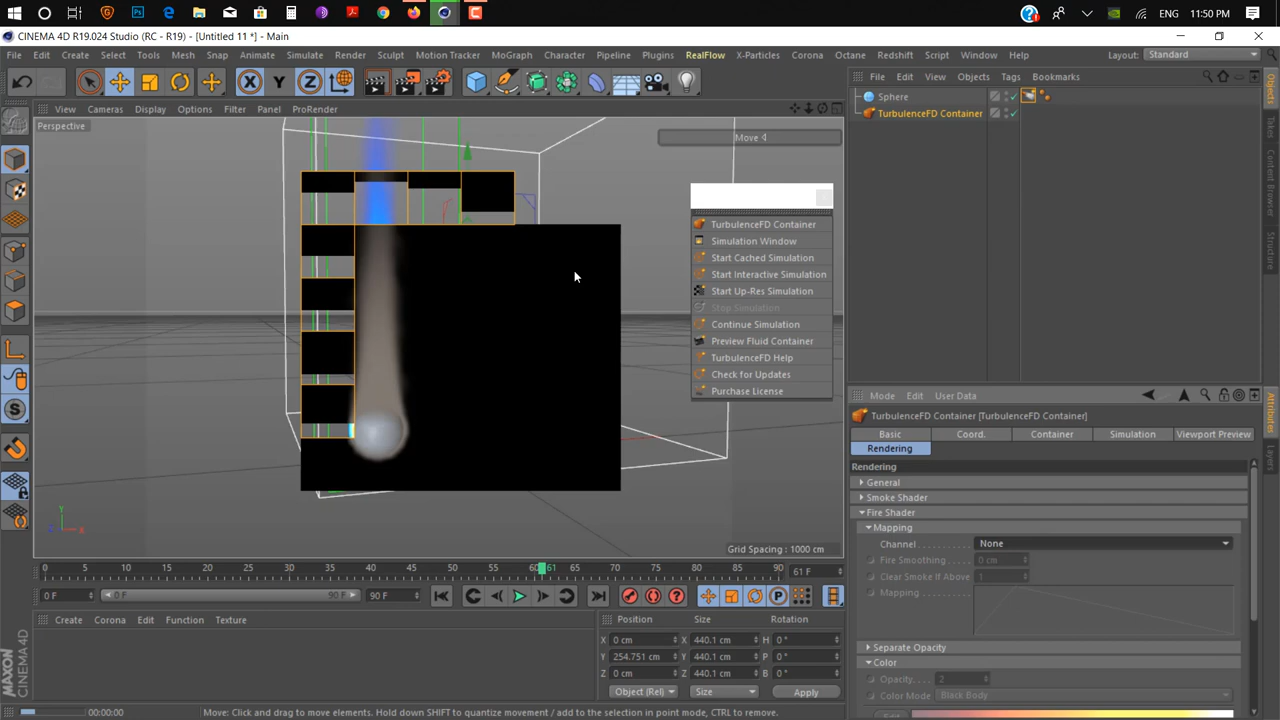 ENG 11:50 PM
CINEMA 4D R19.024 Studio (RC - R19) - [Untitled 11 *] - Main
File Edit Create Select Tools Mesh Snap Animate Simulate Render Sculpt Motion Tracker MoGraph Character Pipeline Plugins RealFlow X-Particles Corona Octane Redshift Script Window Help Layout: Standard
X Y Z
File Edit View Objects Tags Bookmarks
View Cameras Display Options Filter Panel ProRender
Perspective
Move
Sphere
TurbulenceFD Container
TurbulenceFD Container
Simulation Window
Start Cached Simulation
Start Interactive Simulation
Start Up-Res Simulation
Stop Simulation
Continue Simulation
Preview Fluid Container
TurbulenceFD Help
Check for Updates
Purchase License
Objects
Takes
Content Browser
Structure
Attributes
Layers
Mode Edit User Data
TurbulenceFD Container [TurbulenceFD Container]
Basic Coord. Container Simulation Viewport Preview
Rendering
Rendering
General
Smoke Shader
Fire Shader
Mapping
Channel None
Fire Smoothing 0 cm
Clear Smoke If Above 1
Mapping
Separate Opacity
Color
Opacity 2
Color Mode Black Body
Y
Z X
Grid Spacing : 1000 cm
0 5 10 15 20 25 30 35 40 45 50 55 60 61 65 70 75 80 85 90 61 F
0 F 0 F 90 F 90 F
Create Corona Edit Function Texture
Position Size Rotation
X 0 cm X 440.1 cm H 0 °
Y 254.751 cm Y 440.1 cm P 0 °
Z 0 cm Z 440.1 cm B 0 °
Object (Rel) Size Apply
MAXON CINEMA 4D
00:00:00 Move: Click and drag to move elements. Hold down SHIFT to quantize movement / add to the selection in point mode, CTRL to remove.